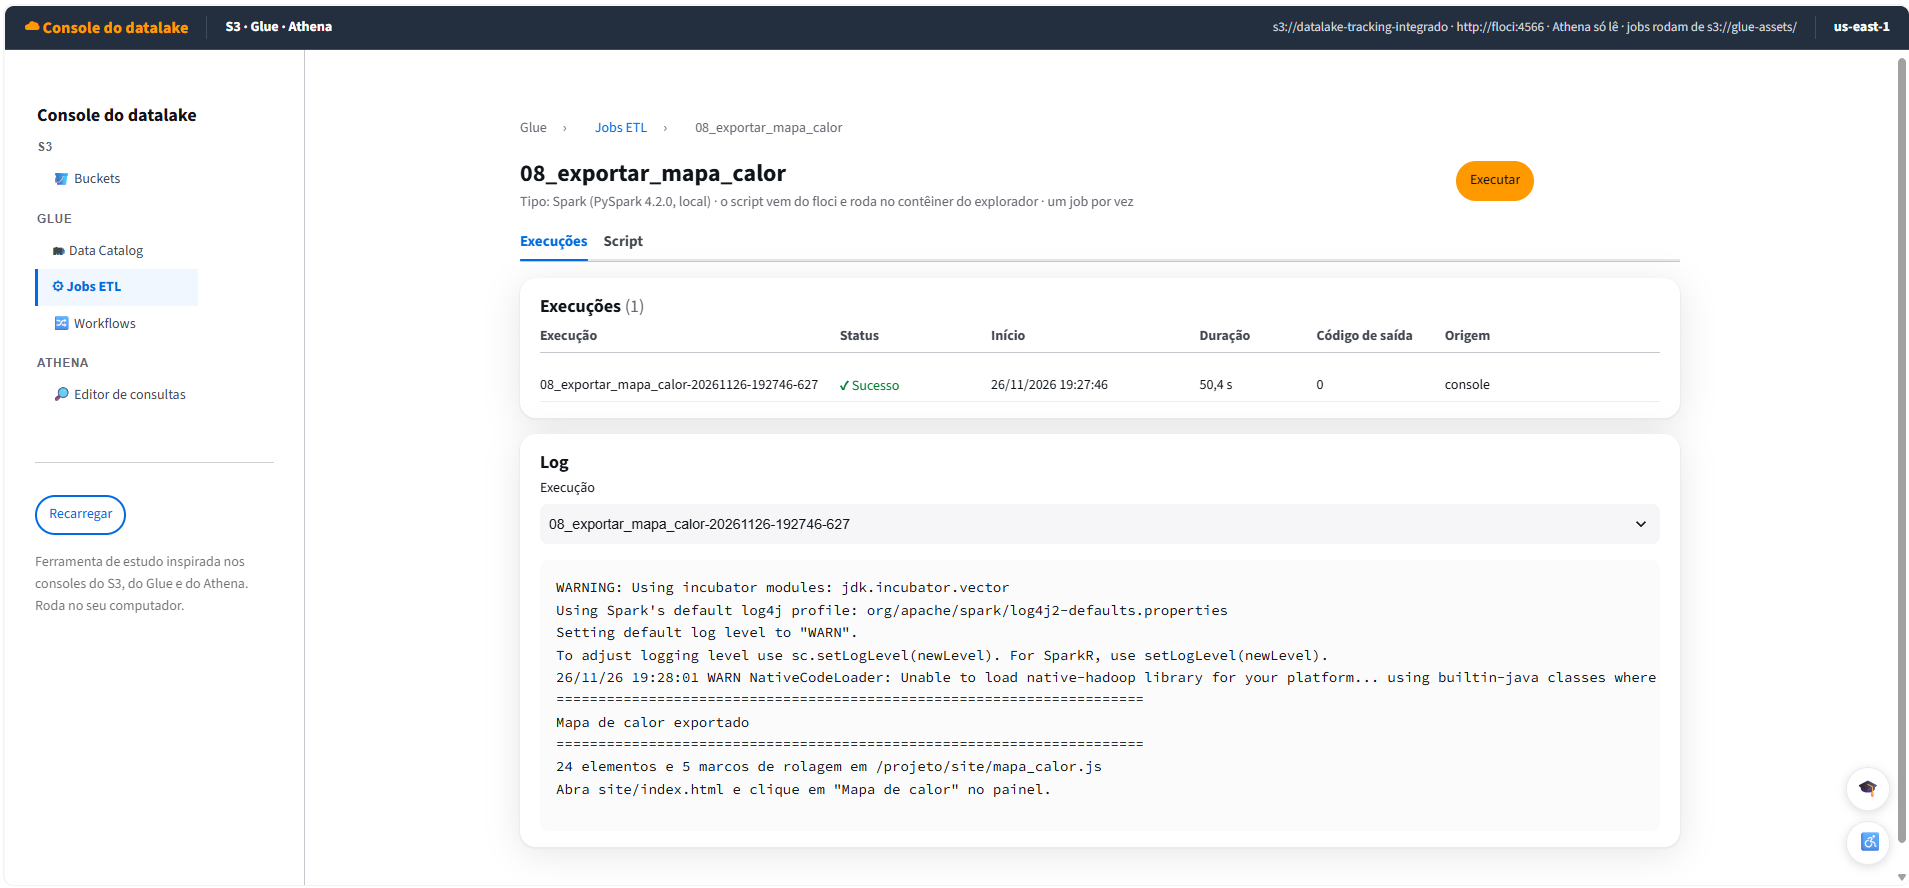 Console do datalake
S3 · Glue · Athena
s3://datalake-tracking-integrado · http://floci:4566 · Athena só lê · jobs rodam de s3://glue-assets/
us-east-1
Console do datalake
S3
Buckets
GLUE
Data Catalog
Jobs ETL
Workflows
ATHENA
Editor de consultas
Recarregar
Ferramenta de estudo inspirada nos
consoles do S3, do Glue e do Athena.
Roda no seu computador.
Glue › Jobs ETL › 08_exportar_mapa_calor
08_exportar_mapa_calor
Executar
Tipo: Spark (PySpark 4.2.0, local) · o script vem do floci e roda no contêiner do explorador · um job por vez
Execuções Script
Execuções (1)
Execução Status Início Duração Código de saída Origem
08_exportar_mapa_calor-20261126-192746-627 ✓ Sucesso 26/11/2026 19:27:46 50,4 s 0 console
Log
Execução
08_exportar_mapa_calor-20261126-192746-627
WARNING: Using incubator modules: jdk.incubator.vector
Using Spark's default log4j profile: org/apache/spark/log4j2-defaults.properties
Setting default log level to "WARN".
To adjust logging level use sc.setLogLevel(newLevel). For SparkR, use setLogLevel(newLevel).
26/11/26 19:28:01 WARN NativeCodeLoader: Unable to load native-hadoop library for your platform... using builtin-java classes where
======================================================================
Mapa de calor exportado
======================================================================
24 elementos e 5 marcos de rolagem em /projeto/site/mapa_calor.js
Abra site/index.html e clique em "Mapa de calor" no painel.